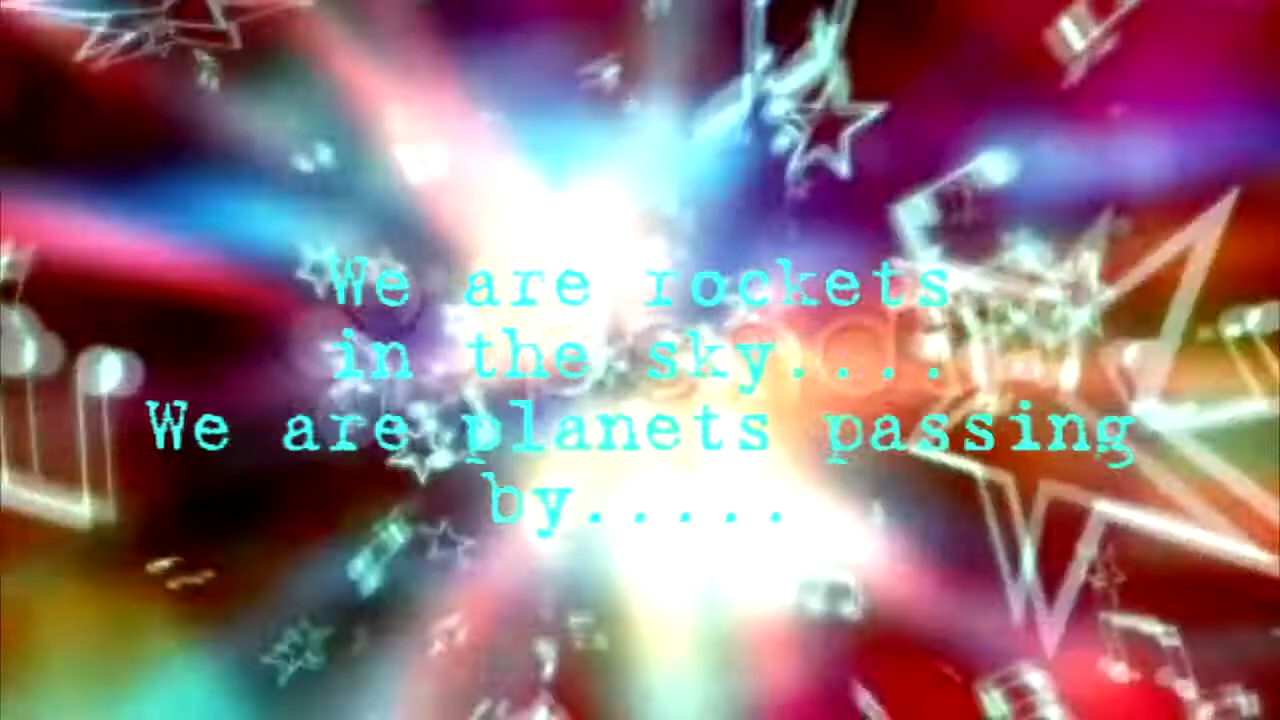 We are rockets
in the sky....
We are planets passing
by.....